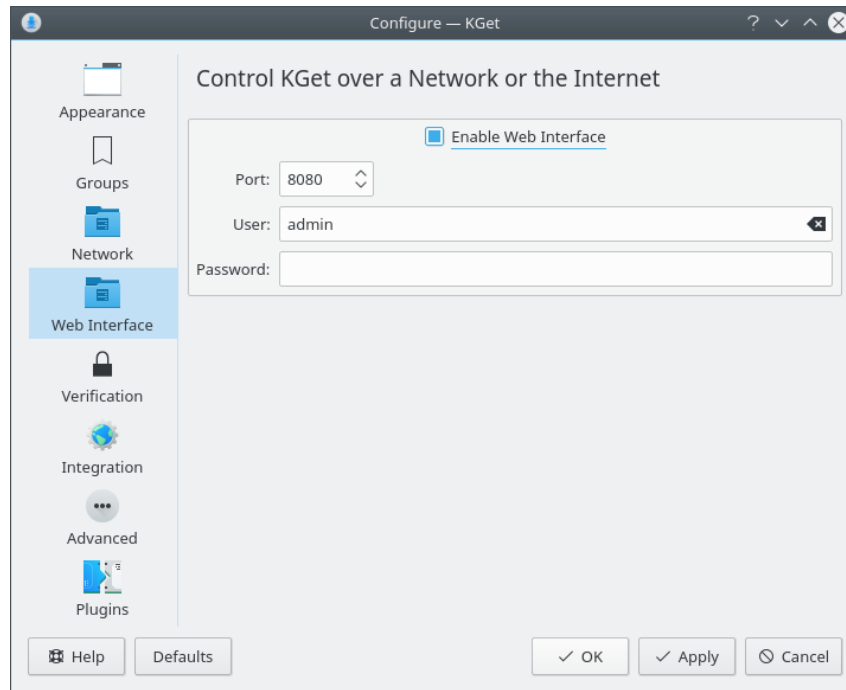 Configure — KGet
Appearance
Groups
Network
Web Interface
Verification
Integration
Advanced
Plugins
Control KGet over a Network or the Internet
Enable Web Interface
Port: 8080
User: admin
Password:
Help
Defaults
OK
Apply
Cancel